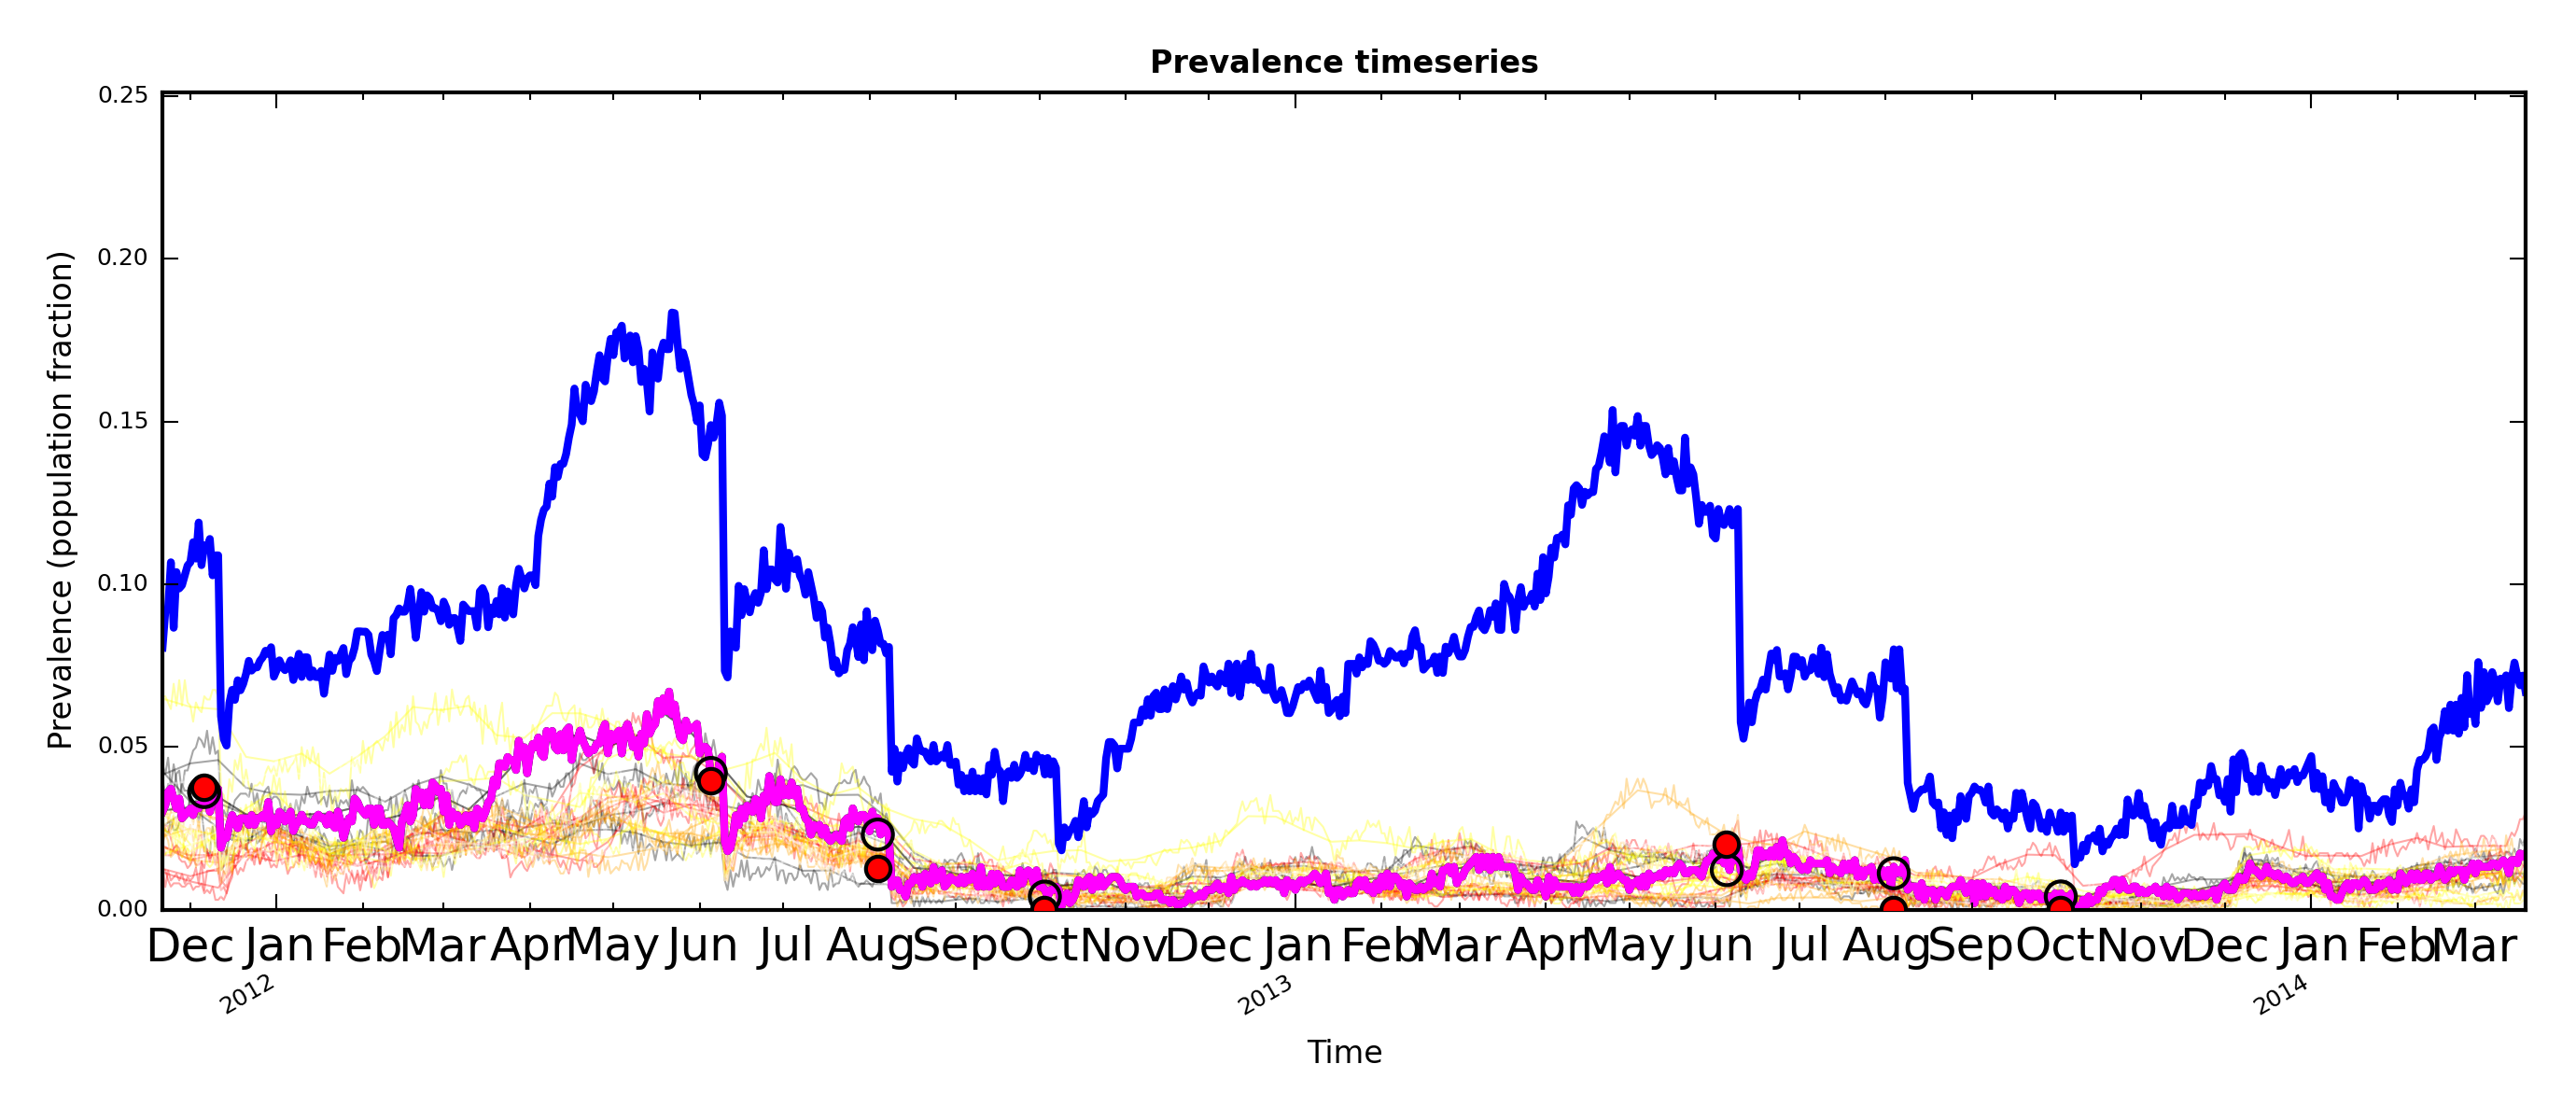 Prevalence timeseries
Prevalence (population fraction)
0.25
0.20
0.15
0.10
0.05
0.00
Dec Jan Feb Mar Apr May Jun Jul Aug Sep Oct Nov Dec Jan Feb Mar Apr May Jun Jul Aug Sep Oct Nov Dec Jan Feb Mar
2012 2013 2014
Time